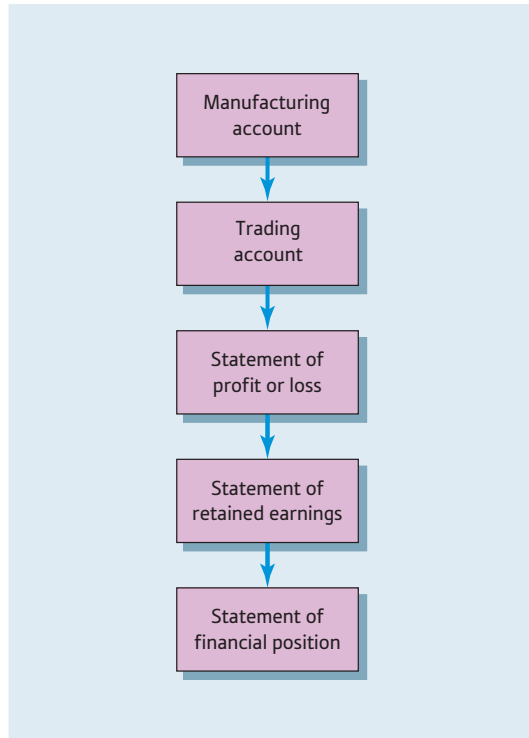 Manufacturing
account
Trading
account
Statement of
profit or loss
Statement of
retained earnings
Statement of
financial position